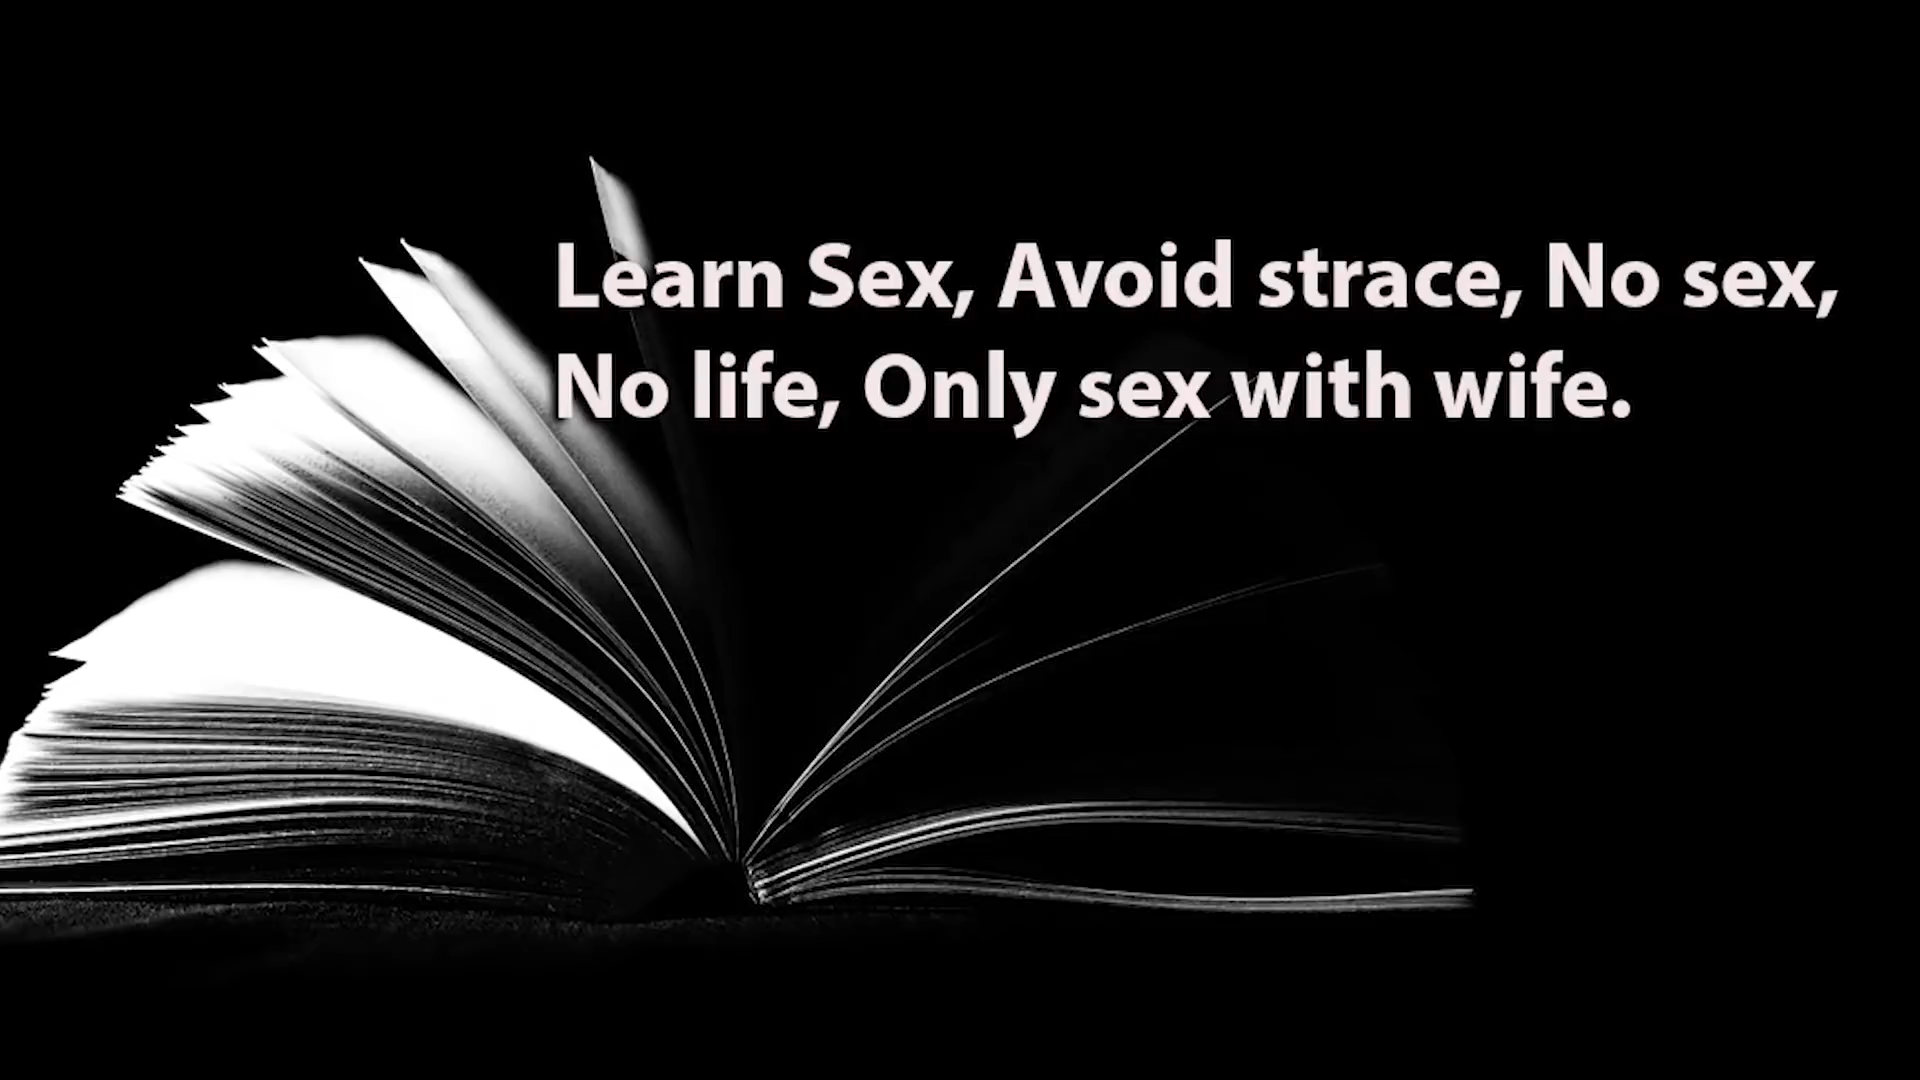 Learn Sex, Avoid strace, No sex,
No life, Only sex with wife.